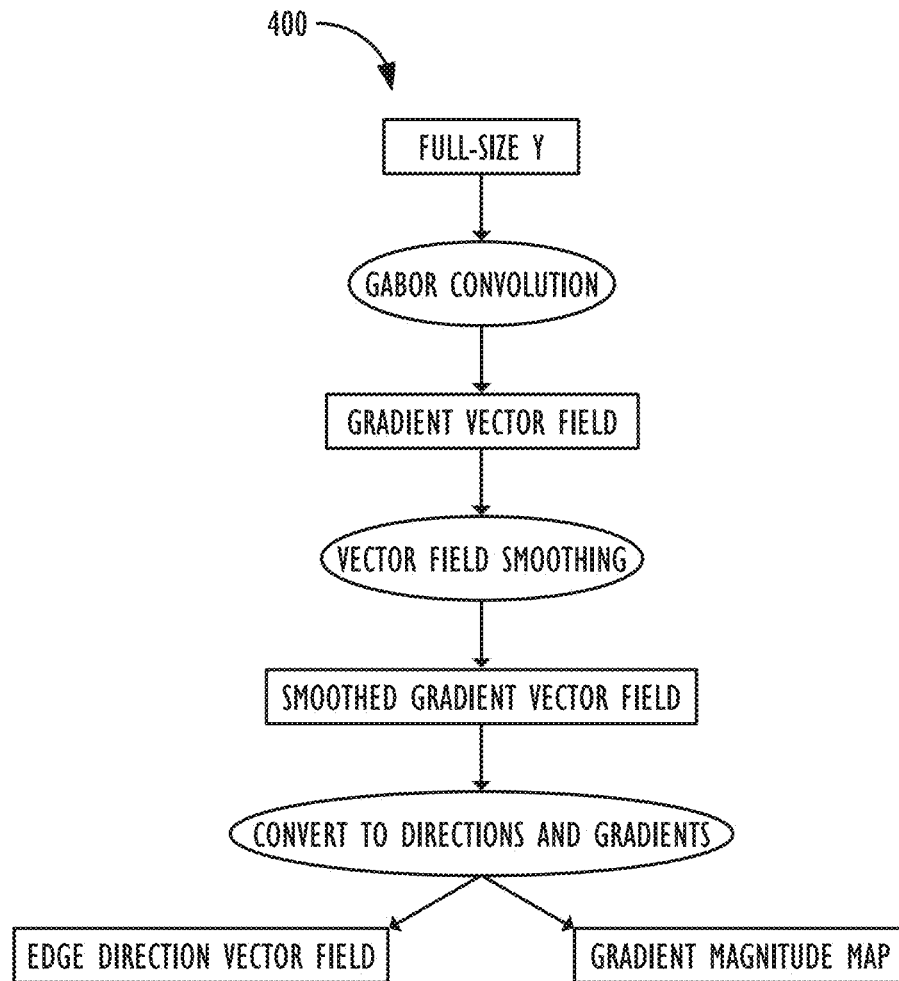 400
FULL-SIZE Y
GABOR CONVOLUTION
GRADIENT VECTOR FIELD
VECTOR FIELD SMOOTHING
SMOOTHED GRADIENT VECTOR FIELD
CONVERT TO DIRECTIONS AND GRADIENTS
EDGE DIRECTION VECTOR FIELD
GRADIENT MAGNITUDE MAP